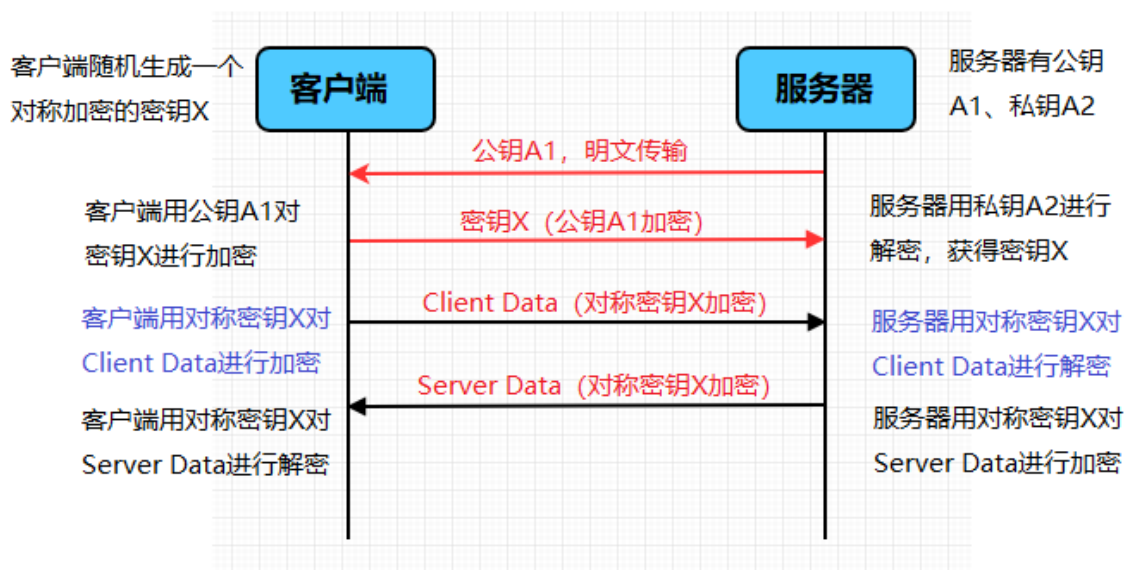 客户端随机生成一个
对称加密的密钥X
客户端
服务器
服务器有公钥
A1、私钥A2
公钥A1，明文传输
客户端用公钥A1对
密钥X进行加密
密钥X（公钥A1加密）
服务器用私钥A2进行
解密，获得密钥X
客户端用对称密钥X对
Client Data进行加密
Client Data（对称密钥X加密）
服务器用对称密钥X对
Client Data进行解密
Server Data（对称密钥X加密）
客户端用对称密钥X对
Server Data进行解密
服务器用对称密钥X对
Server Data进行加密